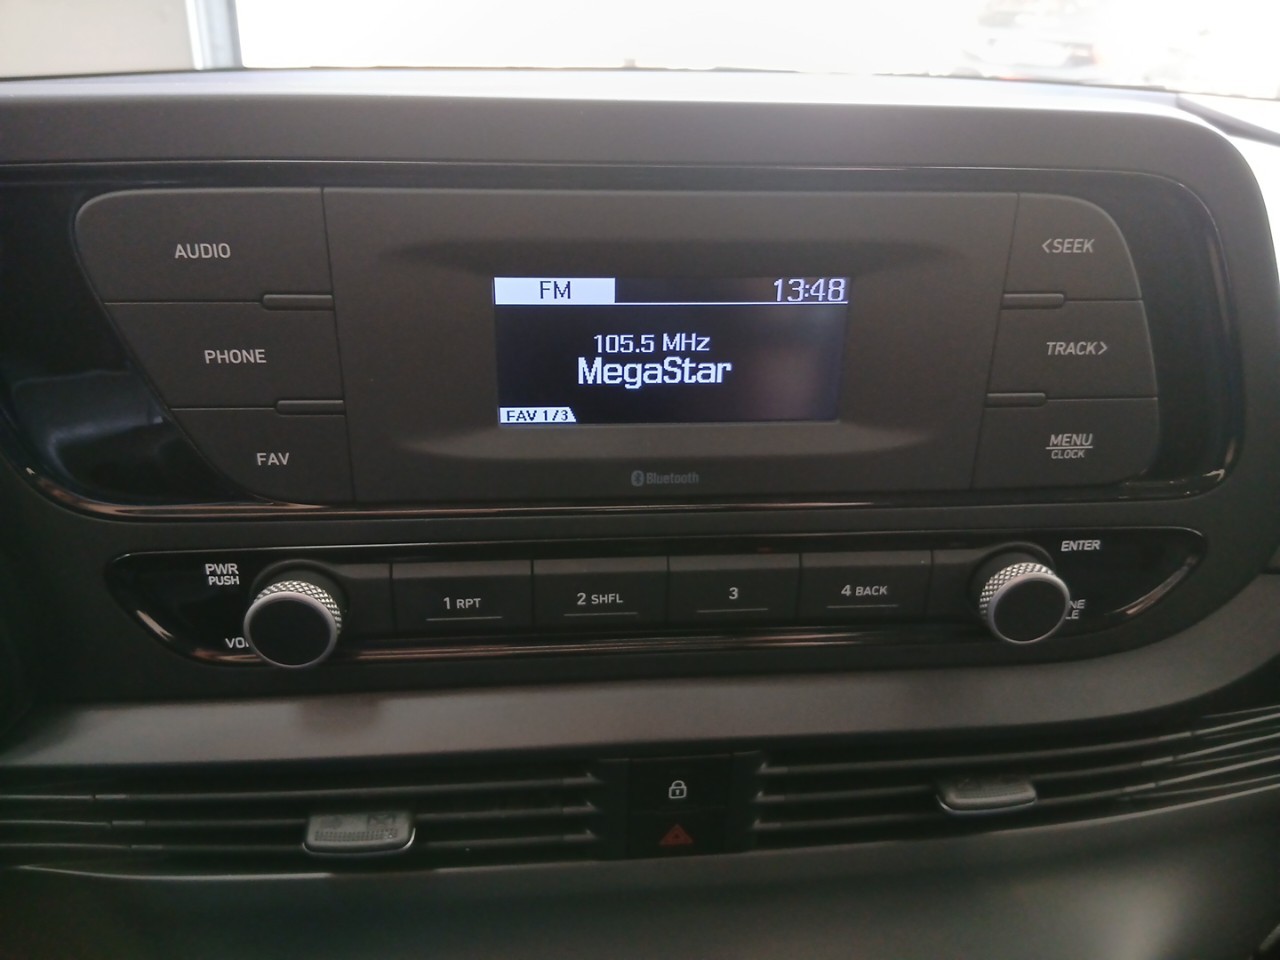 AUDIO
PHONE
FAV
FM 13:48
105.5 MHz
MegaStar
FAV 1/3
Bluetooth
<SEEK
TRACK>
MENU
CLOCK
PWR
PUSH
1 RPT
2 SHFL
3
4 BACK
ENTER